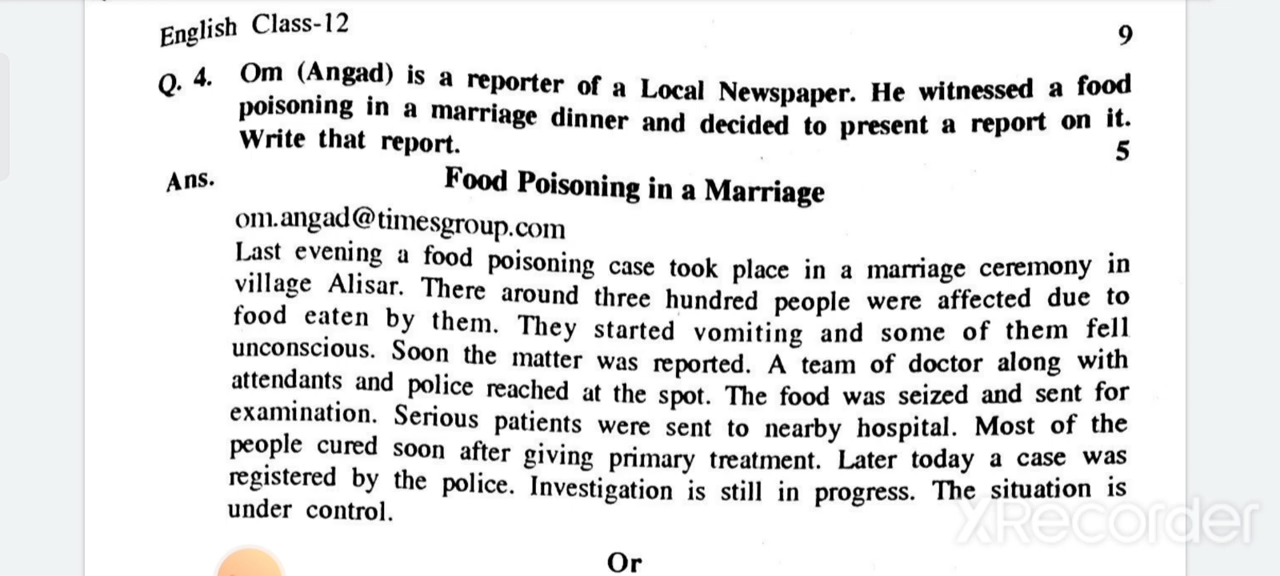 English Class-12
9
Q. 4. Om (Angad) is a reporter of a Local Newspaper. He witnessed a food
poisoning in a marriage dinner and decided to present a report on it.
Write that report.
5
Ans. Food Poisoning in a Marriage
om.angad@timesgroup.com
Last evening a food poisoning case took place in a marriage ceremony in
village Alisar. There around three hundred people were affected due to
food eaten by them. They started vomiting and some of them fell
unconscious. Soon the matter was reported. A team of doctor along with
attendants and police reached at the spot. The food was seized and sent for
examination. Serious patients were sent to nearby hospital. Most of the
people cured soon after giving primary treatment. Later today a case was
registered by the police. Investigation is still in progress. The situation is
under control.
XRecorder
Or